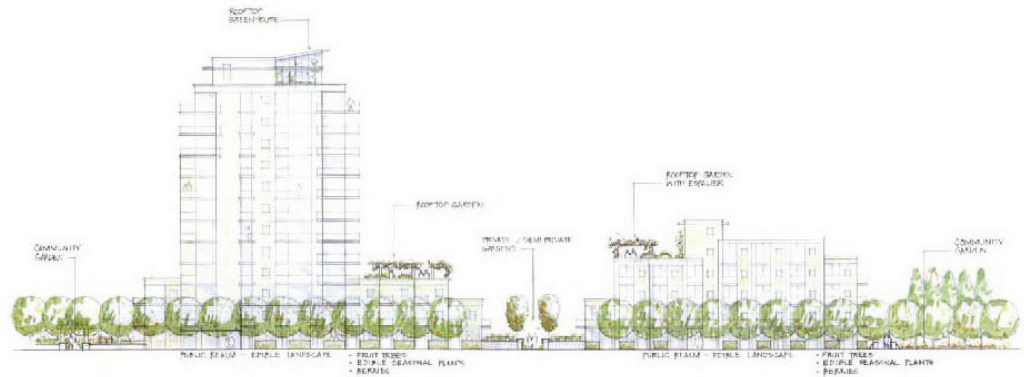 ROOFTOP
GREENHOUSE
ROOFTOP GARDEN
WITH ESPALIER
ROOFTOP GARDEN
COMMUNITY
GARDEN
PRIVATE / SEMI-PRIVATE
GARDENS
COMMUNITY
GARDEN
PUBLIC REALM - EDIBLE LANDSCAPE
• FRUIT TREES
• EDIBLE SEASONAL PLANTS
• BERRIES
PUBLIC REALM - EDIBLE LANDSCAPE
• FRUIT TREES
• EDIBLE SEASONAL PLANTS
• BERRIES